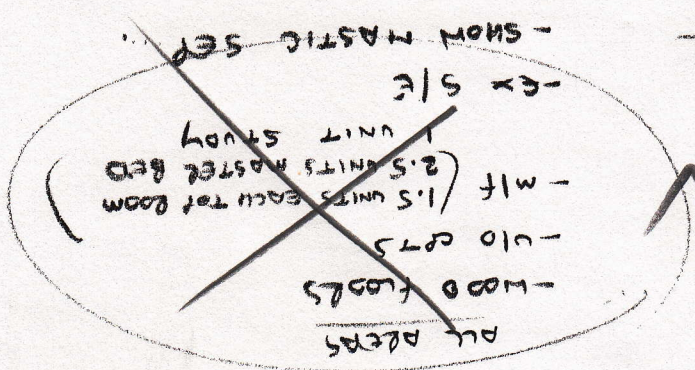 ALL AREAS
- WOOD FLOORS
- U/O CPTS
- M/F (1.5 UNITS EACH TOP ROOM
2.5 UNITS MASTER BED
1 UNIT STUDY)
- EX S/E
- SHOW MASTIC SEP